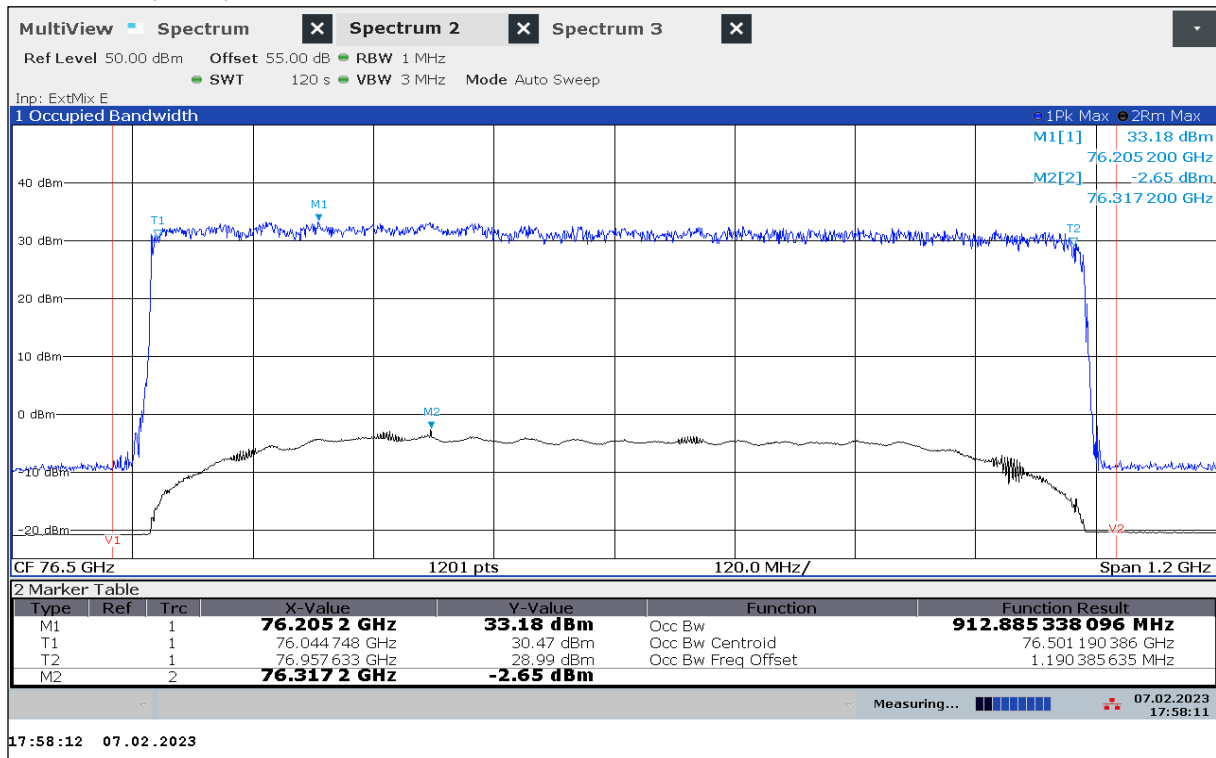 MultiView Spectrum X Spectrum 2 X Spectrum 3 X
Ref Level 50.00 dBm Offset 55.00 dB RBW 1 MHz
SWT 120 s VBW 3 MHz Mode Auto Sweep
Inp: ExtMix E
1 Occupied Bandwidth 1Pk Max 2Rm Max
M1[1] 33.18 dBm
76.205 200 GHz
M2[2] -2.65 dBm
76.317 200 GHz
40 dBm
M1
T1
T2
30 dBm
20 dBm
10 dBm
0 dBm
M2
-10 dBm
-20 dBm
V1
V2
CF 76.5 GHz 1201 pts 120.0 MHz/ Span 1.2 GHz
2 Marker Table
Type Ref Trc X-Value Y-Value Function Function Result
M1 1 76.205 2 GHz 33.18 dBm Occ Bw 912.885 338 096 MHz
T1 1 76.044 748 GHz 30.47 dBm Occ Bw Centroid 76.501 190 386 GHz
T2 1 76.957 633 GHz 28.99 dBm Occ Bw Freq Offset 1.190 385 635 MHz
M2 2 76.317 2 GHz -2.65 dBm
Measuring... 07.02.2023
17:58:11
17:58:12 07.02.2023